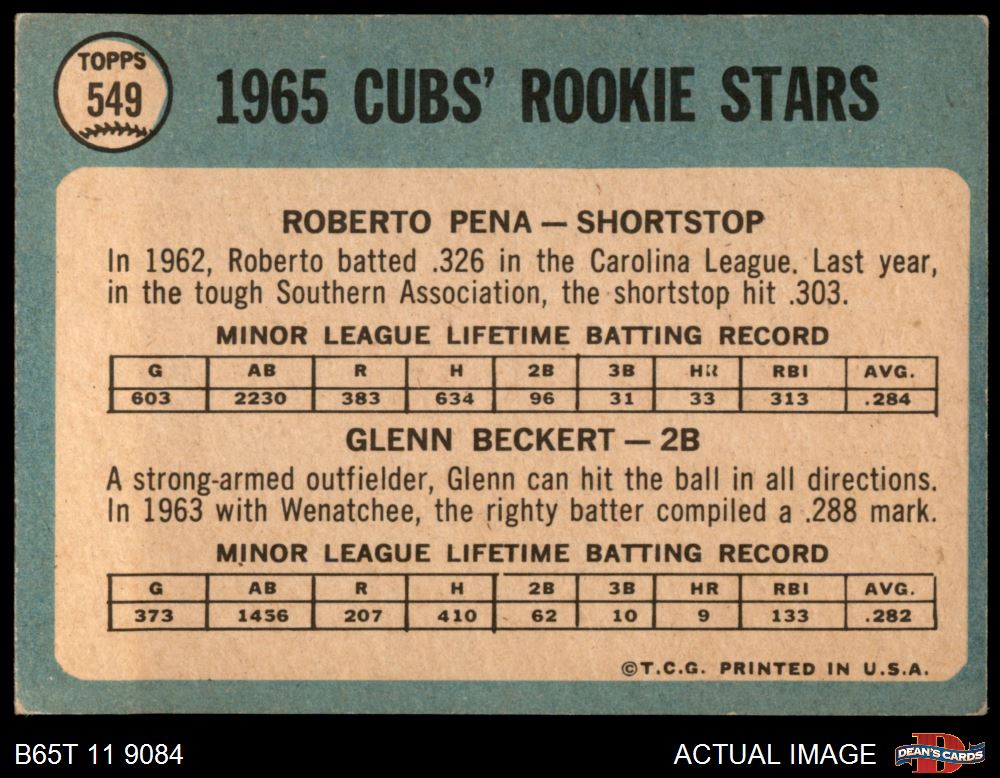 TOPPS
549
1965 CUBS' ROOKIE STARS
ROBERTO PENA — SHORTSTOP
In 1962, Roberto batted .326 in the Carolina League. Last year,
in the tough Southern Association, the shortstop hit .303.
MINOR LEAGUE LIFETIME BATTING RECORD
G AB R H 2B 3B HR RBI AVG.
603 2230 383 634 96 31 33 313 .284
GLENN BECKERT — 2B
A strong-armed outfielder, Glenn can hit the ball in all directions.
In 1963 with Wenatchee, the righty batter compiled a .288 mark.
MINOR LEAGUE LIFETIME BATTING RECORD
G AB R H 2B 3B HR RBI AVG.
373 1456 207 410 62 10 9 133 .282
©T.C.G. PRINTED IN U.S.A.
B65T 11 9084
ACTUAL IMAGE
D
DEAN'S CARDS